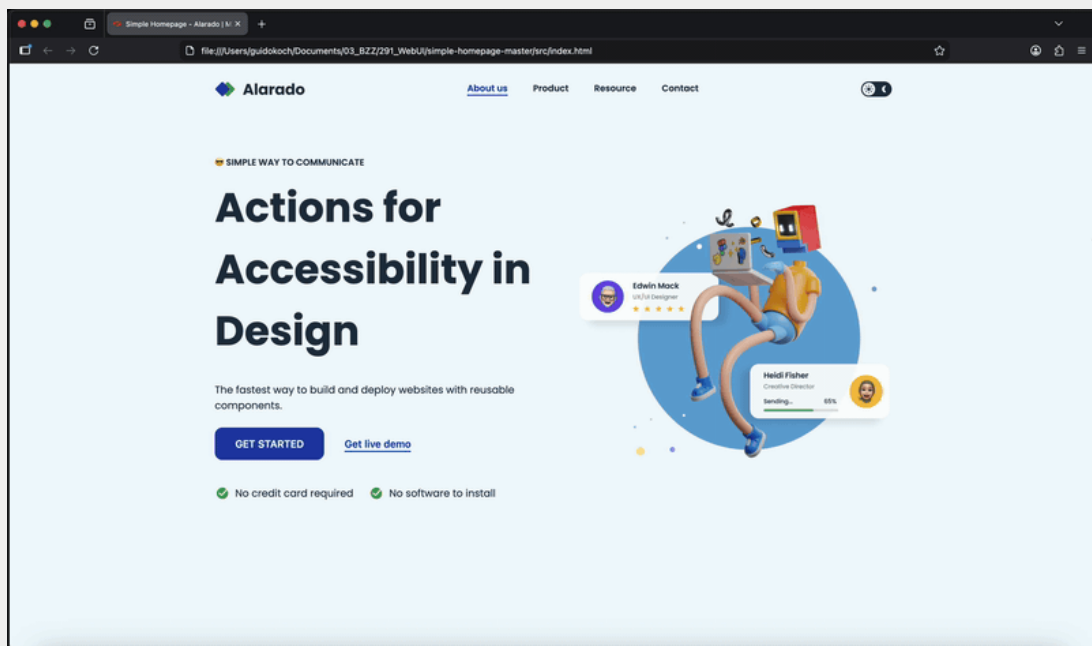 Simple Homepage - Alarado | M
file:///Users/guidokoch/Documents/03_BZZ/291_WebUI/simple-homepage-master/src/index.html
Alarado
About us
Product
Resource
Contact
😎 SIMPLE WAY TO COMMUNICATE
Actions for
Accessibility in
Design
The fastest way to build and deploy websites with reusable
components.
GET STARTED
Get live demo
No credit card required
No software to install
Edwin Mack
UX/UI Designer
Heidi Fisher
Creative Director
Sending...
65%